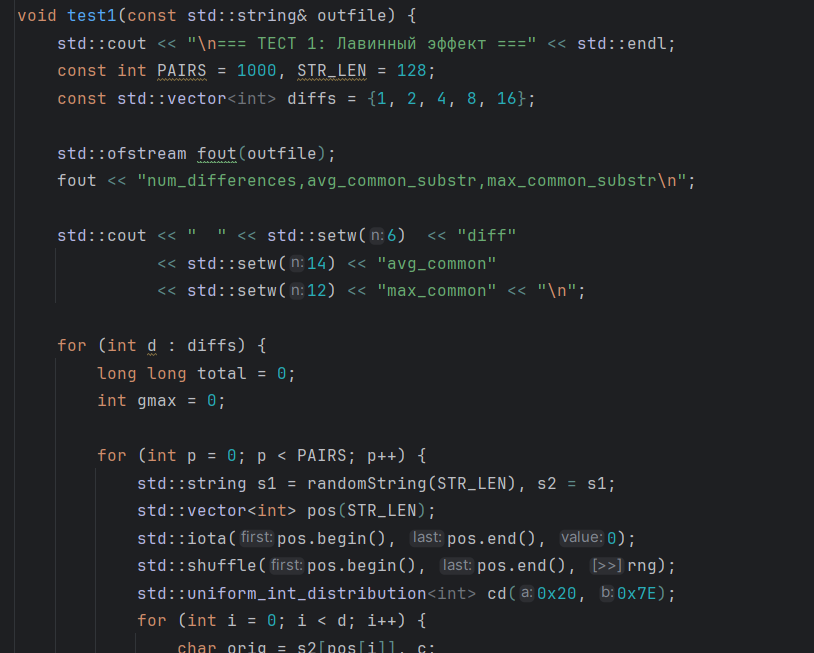 void test1(const std::string& outfile) {
std::cout << "\n=== ТЕСТ 1: Лавинный эффект ===" << std::endl;
const int PAIRS = 1000, STR_LEN = 128;
const std::vector<int> diffs = {1, 2, 4, 8, 16};
std::ofstream fout(outfile);
fout << "num_differences,avg_common_substr,max_common_substr\n";
std::cout << "  " << std::setw(n:6)  << "diff"
<< std::setw(n:14) << "avg_common"
<< std::setw(n:12) << "max_common" << "\n";
for (int d : diffs) {
long long total = 0;
int gmax = 0;
for (int p = 0; p < PAIRS; p++) {
std::string s1 = randomString(STR_LEN), s2 = s1;
std::vector<int> pos(STR_LEN);
std::iota(first:pos.begin(), last:pos.end(), value:0);
std::shuffle(first:pos.begin(), last:pos.end(), [>>]rng);
std::uniform_int_distribution<int> cd(a:0x20, b:0x7E);
for (int i = 0; i < d; i++) {
char orig = s2[pos[i]], c;